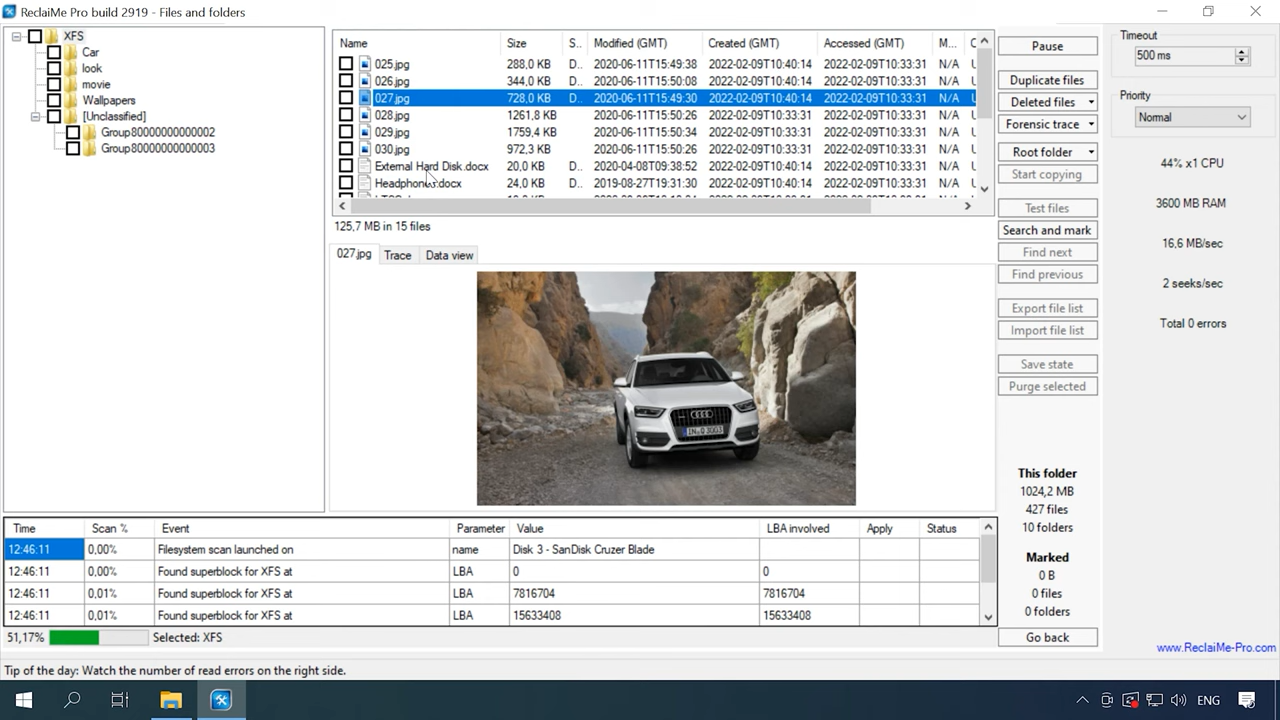 ReclaiMe Pro build 2919 - Files and folders
XFS
Car
look
movie
Wallpapers
[Unclassified]
Group80000000000002
Group80000000000003
Name Size S.. Modified (GMT) Created (GMT) Accessed (GMT) M... C
025.jpg 288,0 KB D.. 2020-06-11T15:49:38 2022-02-09T10:40:14 2022-02-09T10:33:31 N/A
026.jpg 344,0 KB D.. 2020-06-11T15:50:08 2022-02-09T10:40:14 2022-02-09T10:33:31 N/A
027.jpg 728,0 KB D.. 2020-06-11T15:49:30 2022-02-09T10:40:14 2022-02-09T10:33:31 N/A
028.jpg 1261,8 KB D.. 2020-06-11T15:50:26 2022-02-09T10:40:14 2022-02-09T10:33:31 N/A
029.jpg 1759,4 KB D.. 2020-06-11T15:50:34 2022-02-09T10:40:14 2022-02-09T10:33:31 N/A
030.jpg 972,3 KB D.. 2020-06-11T15:50:26 2022-02-09T10:40:14 2022-02-09T10:33:31 N/A
External Hard Disk.docx 20,0 KB D.. 2020-04-08T09:38:52 2022-02-09T10:40:14 2022-02-09T10:33:31 N/A
Headphones.docx 24,0 KB D.. 2019-08-27T19:31:30 2022-02-09T10:40:14 2022-02-09T10:33:31 N/A
125,7 MB in 15 files
027.jpg Trace Data view
IN Q 3003
Pause
Duplicate files
Deleted files
Forensic trace
Root folder
Start copying
Test files
Search and mark
Find next
Find previous
Export file list
Import file list
Save state
Purge selected
This folder
1024,2 MB
427 files
10 folders
Marked
0 B
0 files
0 folders
Go back
Timeout
500 ms
Priority
Normal
44% x1 CPU
3600 MB RAM
16,6 MB/sec
2 seeks/sec
Total 0 errors
www.ReclaiMe-Pro.com
Time Scan % Event Parameter Value LBA involved Apply Status
12:46:11 0,00% Filesystem scan launched on name Disk 3 - SanDisk Cruzer Blade
12:46:11 0,00% Found superblock for XFS at LBA 0 0
12:46:11 0,01% Found superblock for XFS at LBA 7816704 7816704
12:46:11 0,01% Found superblock for XFS at LBA 15633408 15633408
51,17% Selected: XFS
Tip of the day: Watch the number of read errors on the right side.
ENG